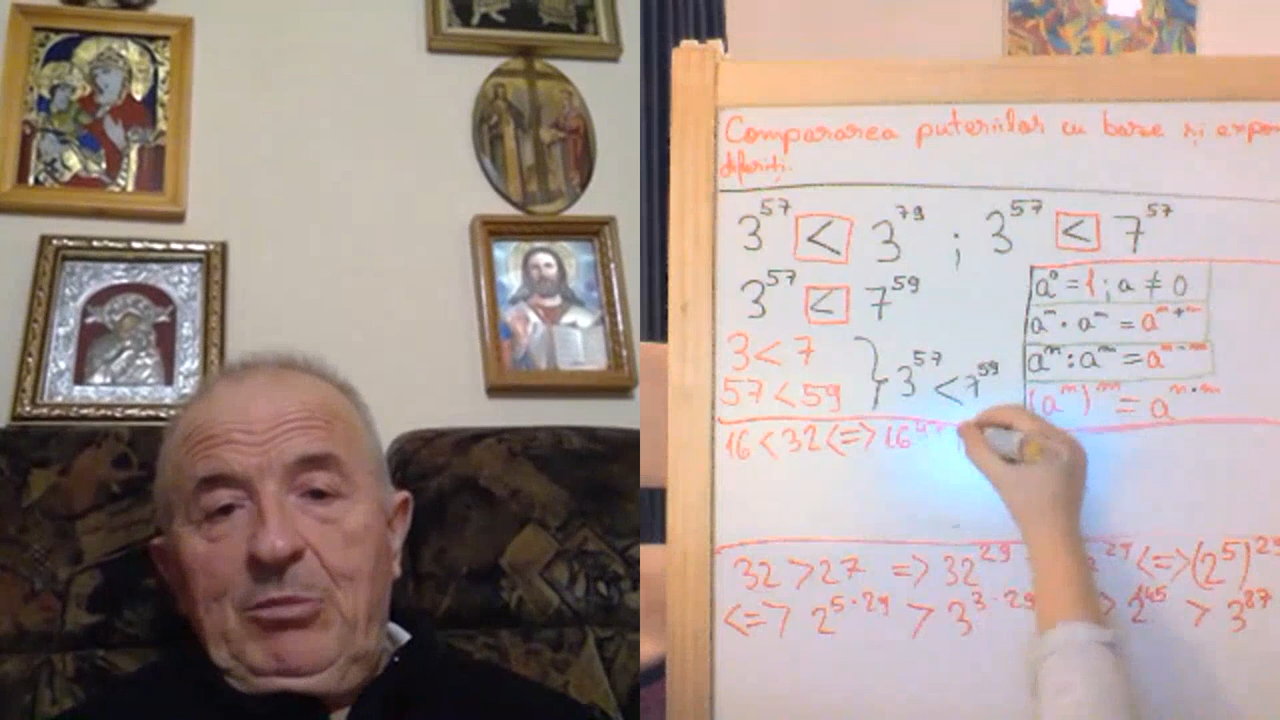 Compararea puterilor cu baze și expo
diferiți.
3^57 < 3^79 ; 3^57 < 7^57
3^57 < 7^59
3 < 7
57 < 59
} 3^57 < 7^59
a^0 = 1 ; a ≠ 0
a^m · a^n = a^m+n
a^m : a^n = a^m-n
(a^n)^m = a^n·m
16 < 32 <=> 16
32 > 27 => 32^29 <=> (2^5)^29
<=> 2^5·29 > 3^3·29 > 2^145 > 3^87